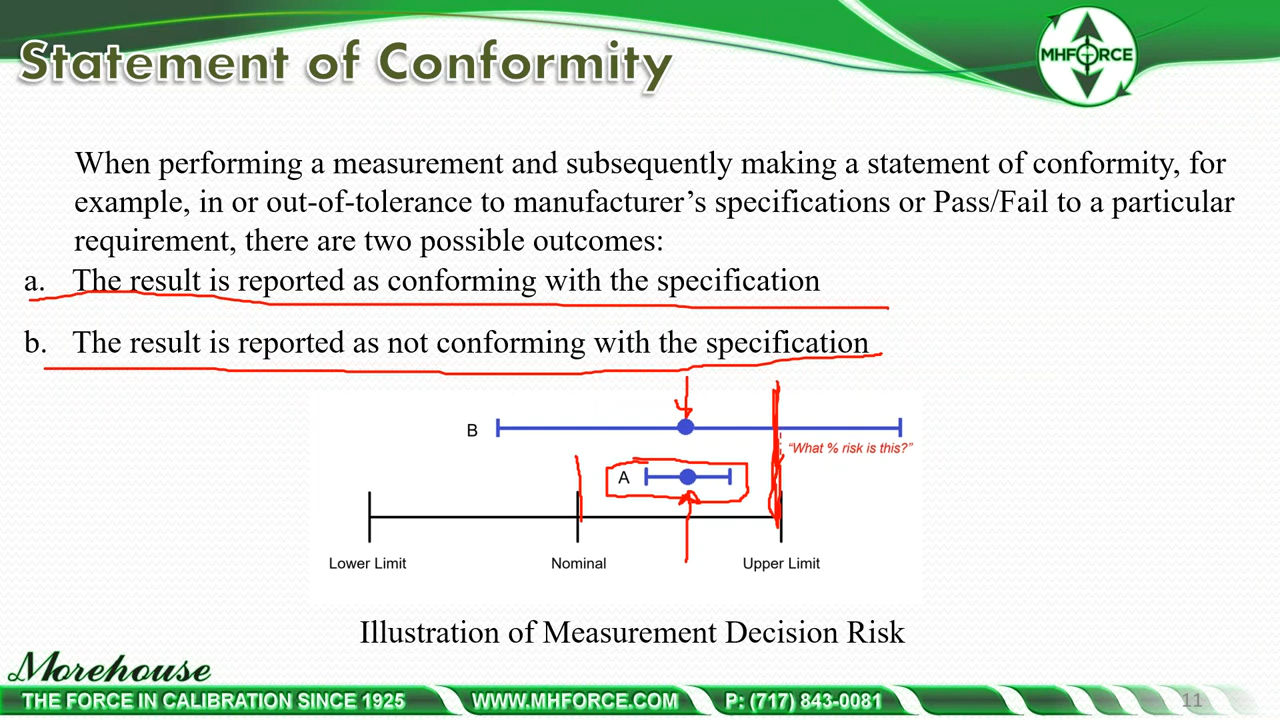 Statement of Conformity
MHFORCE
When performing a measurement and subsequently making a statement of conformity, for
example, in or out-of-tolerance to manufacturer’s specifications or Pass/Fail to a particular
requirement, there are two possible outcomes:
a. The result is reported as conforming with the specification
b. The result is reported as not conforming with the specification
B
“What % risk is this?”
A
Lower Limit Nominal Upper Limit
Illustration of Measurement Decision Risk
Morehouse
THE FORCE IN CALIBRATION SINCE 1925 WWW.MHFORCE.COM P: (717) 843-0081 11